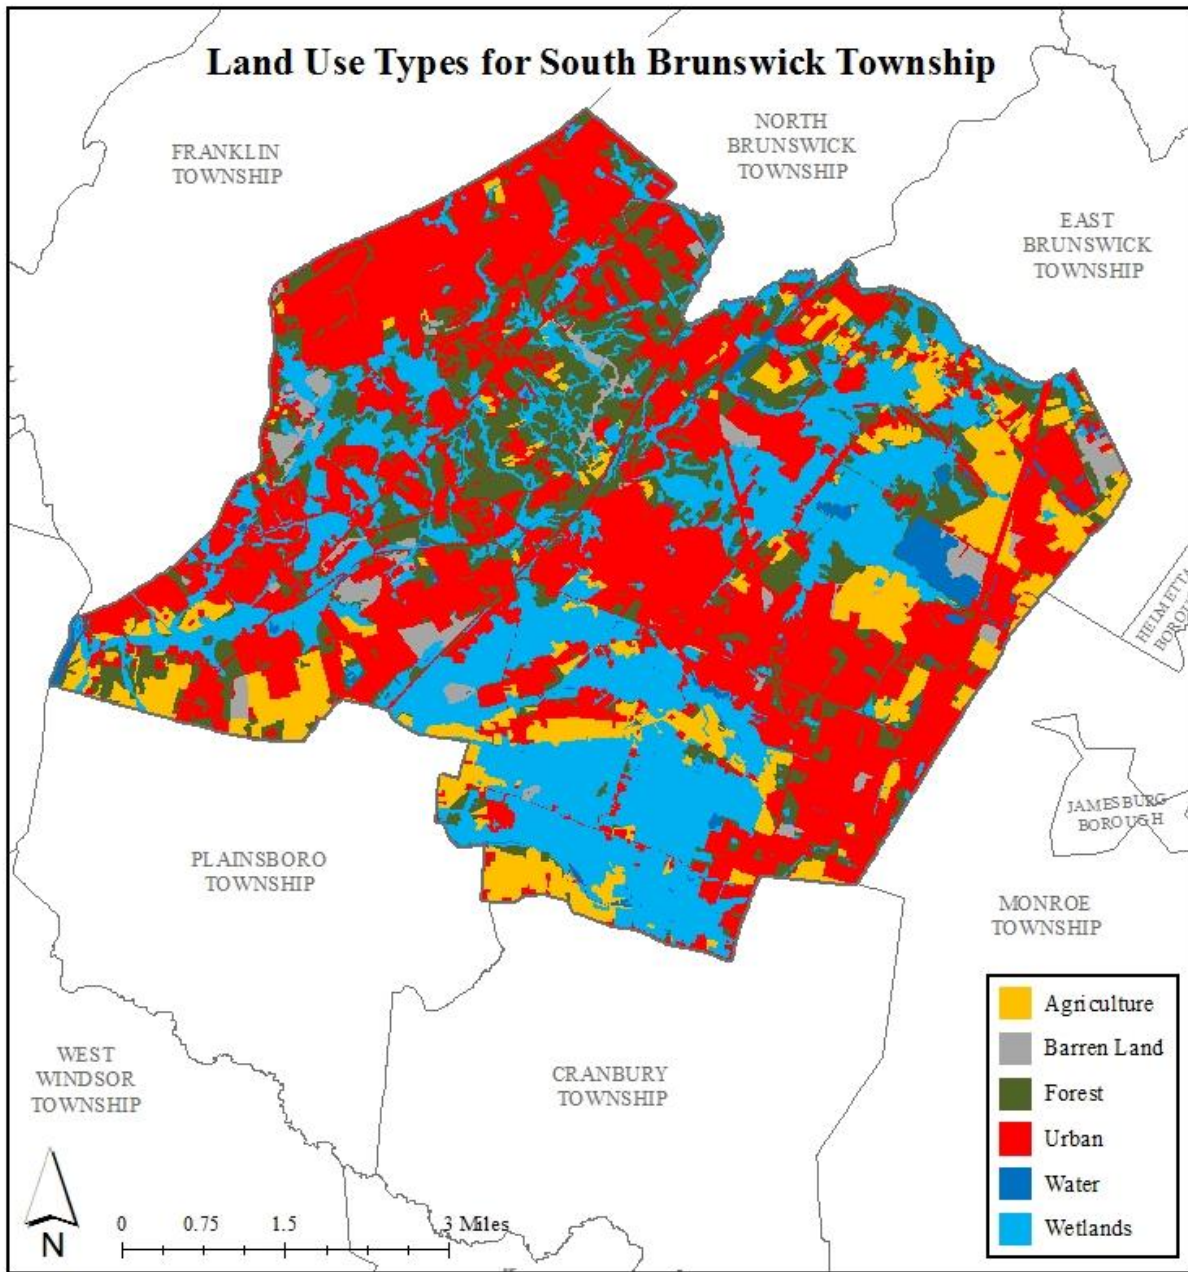 Land Use Types for South Brunswick Township
FRANKLIN
TOWNSHIP
NORTH
BRUNSWICK
TOWNSHIP
EAST
BRUNSWICK
TOWNSHIP
HELMETTA
PLAINSBORO
TOWNSHIP
JAMESBURG
BOROUGH
MONROE
TOWNSHIP
WEST
WINDSOR
TOWNSHIP
CRANBURY
TOWNSHIP
Agriculture
Barren Land
Forest
Urban
Water
Wetlands
N
0 0.75 1.5 3 Miles